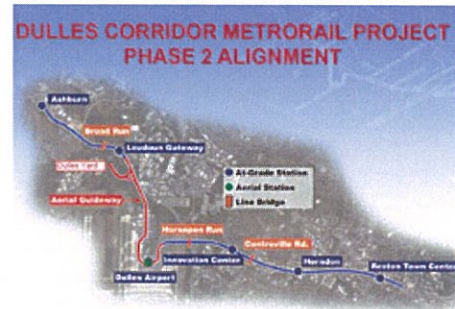 DULLES CORRIDOR METRORAIL PROJECT
PHASE 2 ALIGNMENT
Ashburn
Broad Run
Loudoun Gateway
Dulles Yard
At-Grade Station
Aerial Station
Line Bridge
Aerial Guideway
Horsepen Run
Centreville Rd.
Innovation Center
Dulles Airport
Herndon
Reston Town Center